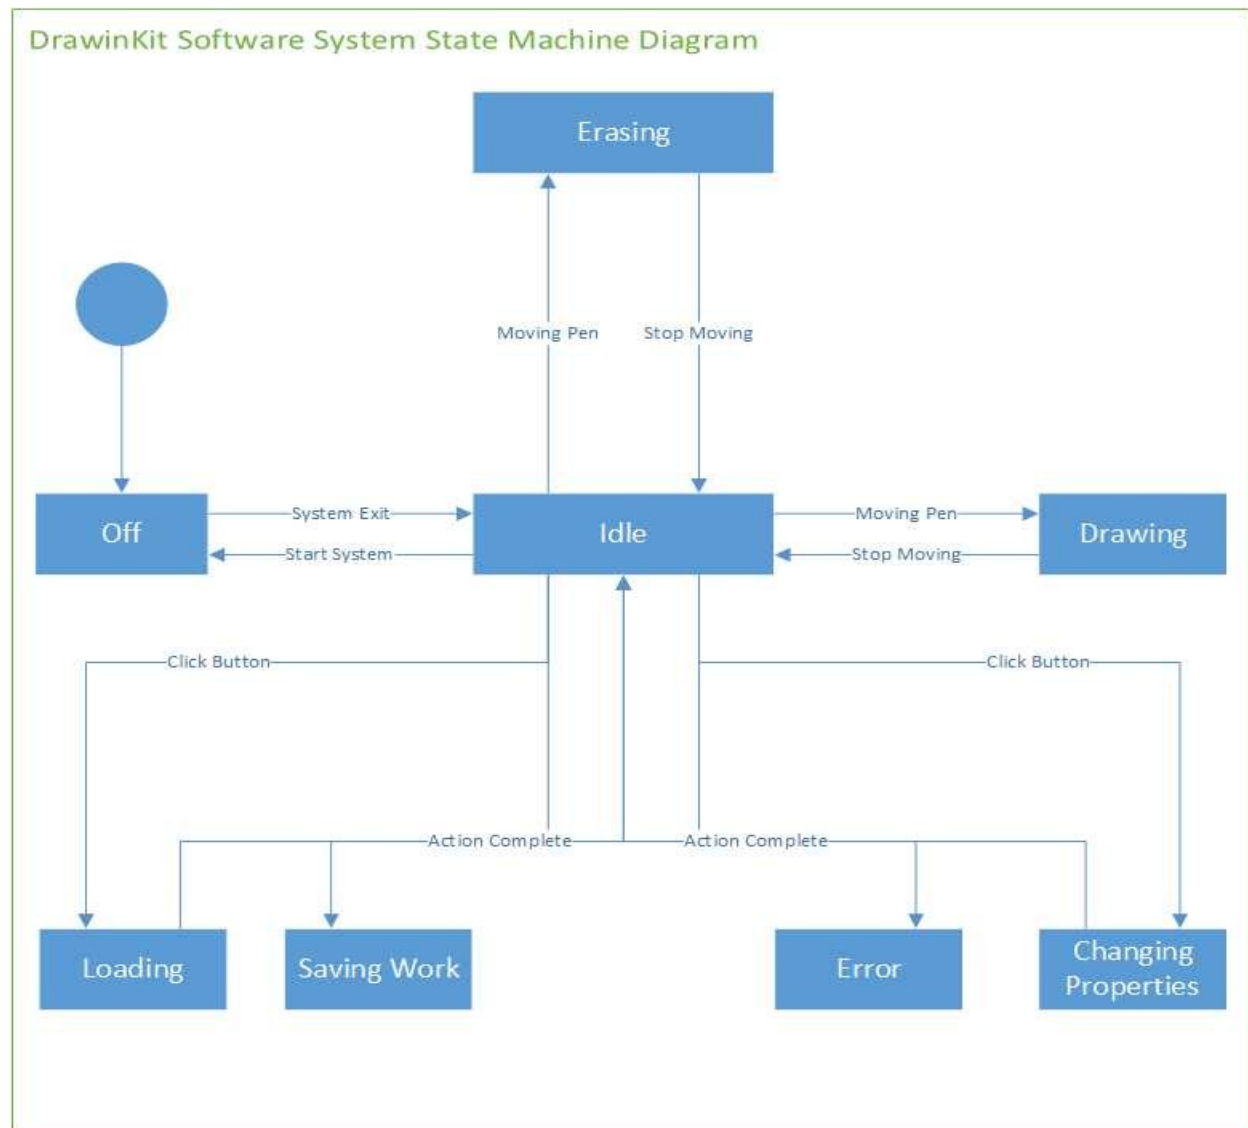 DrawinKit Software System State Machine Diagram
Erasing
Moving Pen
Stop Moving
Off
System Exit
Start System
Idle
Moving Pen
Stop Moving
Drawing
Click Button
Click Button
Action Complete
Action Complete
Loading
Saving Work
Error
Changing
Properties